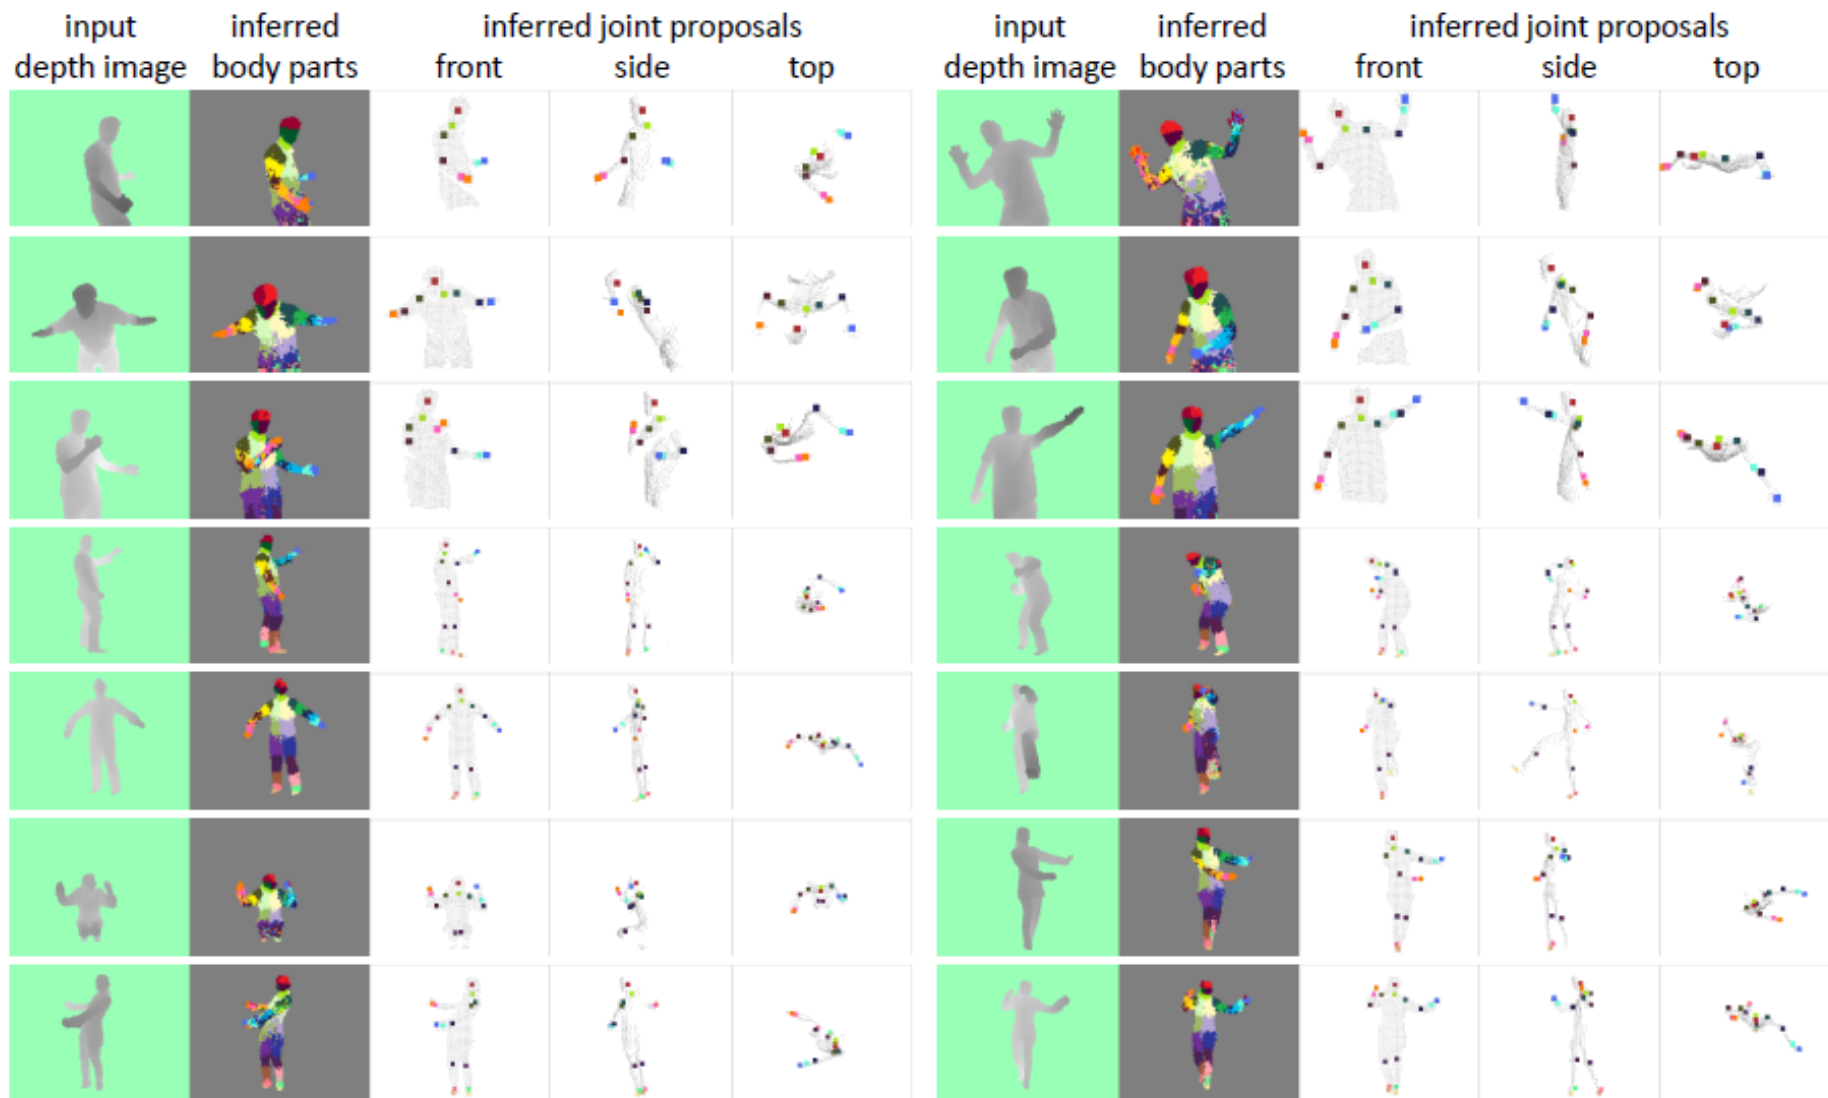 input inferred inferred joint proposals input inferred inferred joint proposals
depth image body parts front side top depth image body parts front side top